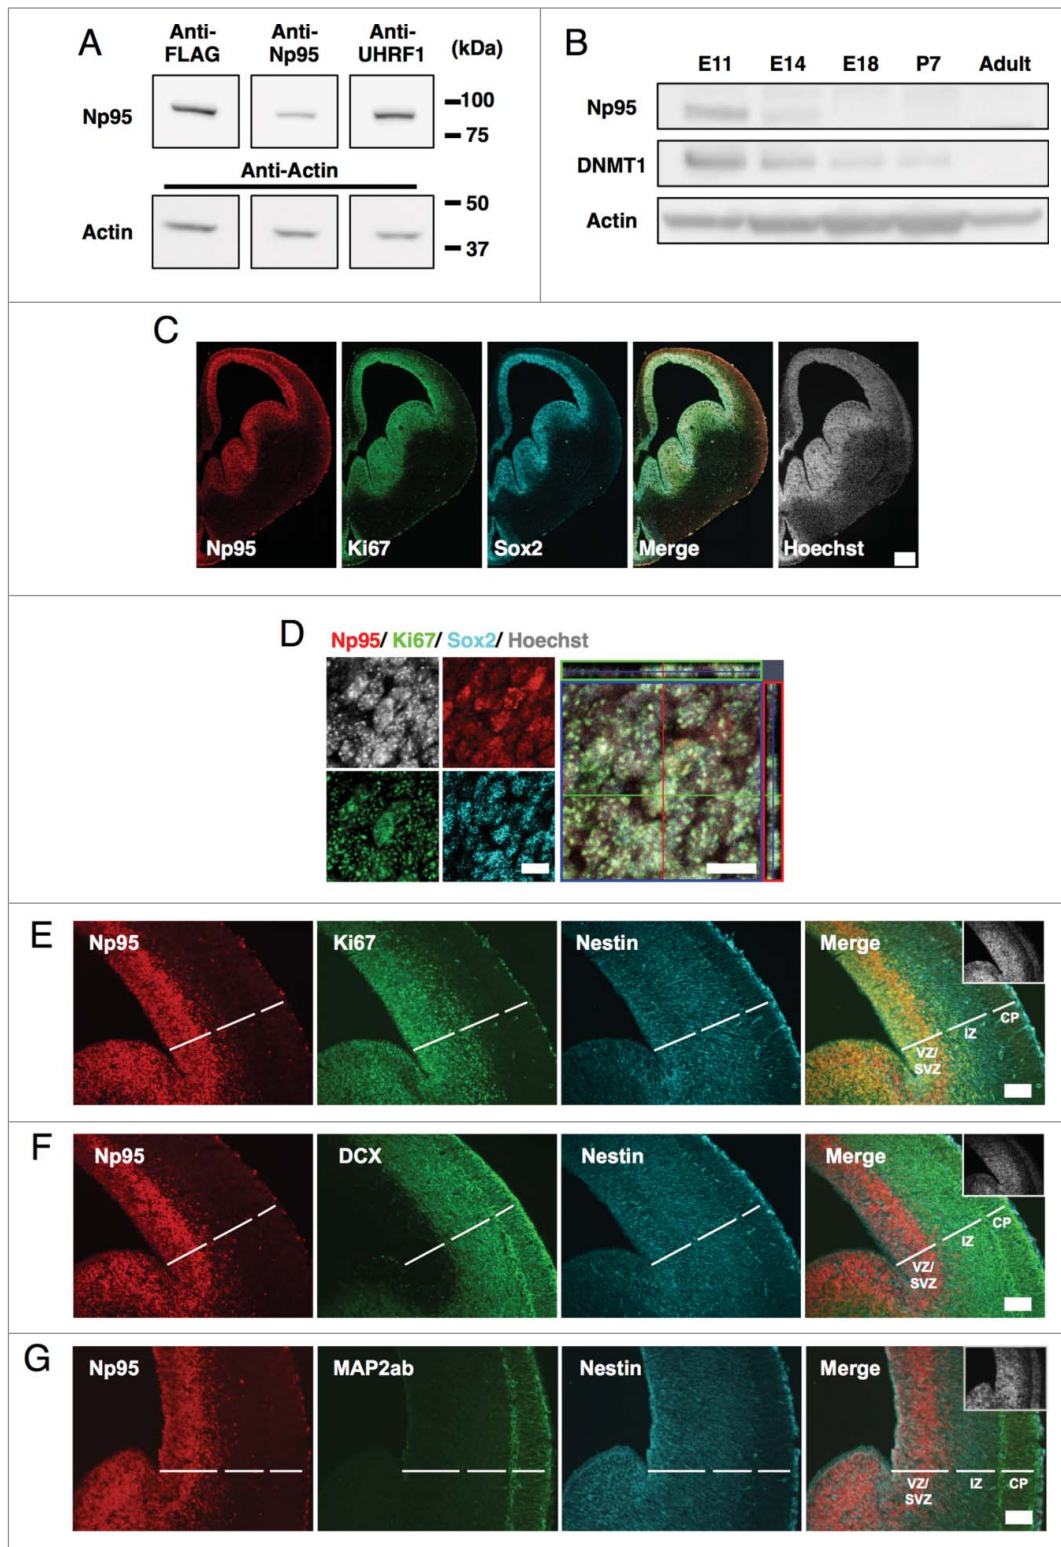 A
Anti-FLAG
Anti-Np95
Anti-UHRF1
(kDa)
Np95
100
75
Anti-Actin
Actin
50
37
B
E11 E14 E18 P7 Adult
Np95
DNMT1
Actin
C
Np95 Ki67 Sox2 Merge Hoechst
D
Np95/ Ki67/ Sox2/ Hoechst
E
Np95 Ki67 Nestin Merge
CP
IZ
VZ/
SVZ
F
Np95 DCX Nestin Merge
CP
IZ
VZ/
SVZ
G
Np95 MAP2ab Nestin Merge
VZ/ IZ CP
SVZ